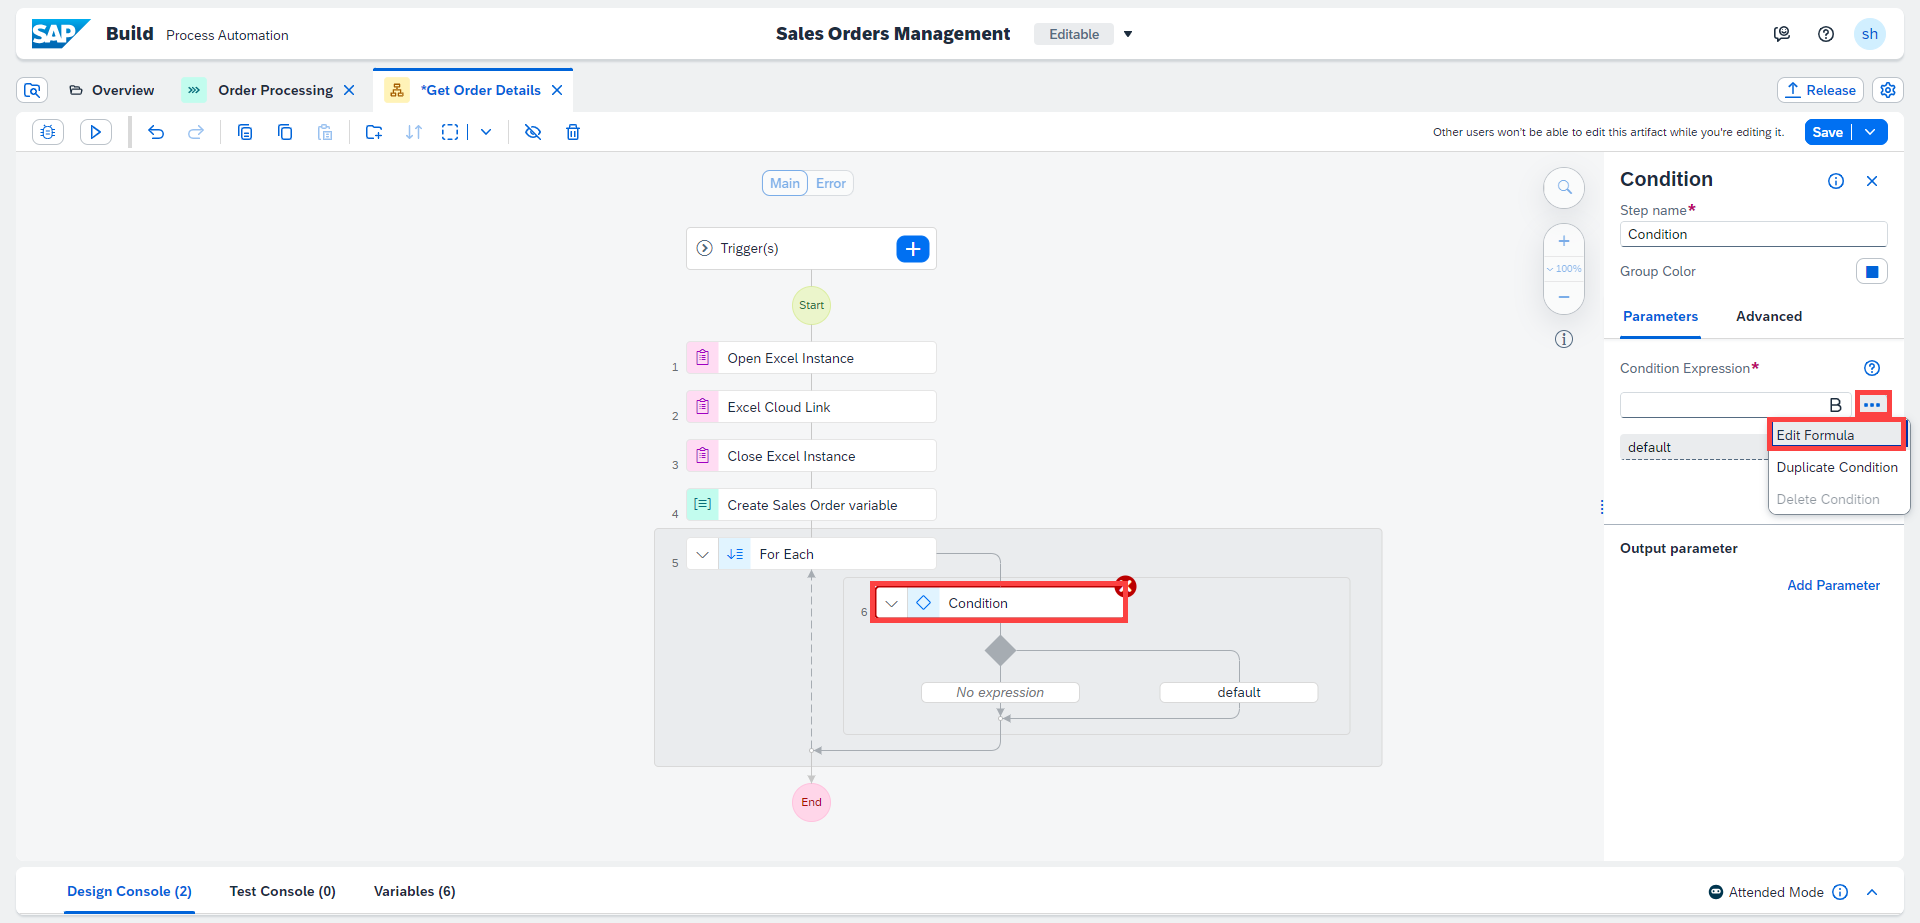 SAP Build Process Automation
Sales Orders Management Editable
sh
Overview Order Processing *Get Order Details Release
Other users won't be able to edit this artifact while you're editing it. Save
Main Error
Trigger(s)
Start
1 Open Excel Instance
2 Excel Cloud Link
3 Close Excel Instance
4 Create Sales Order variable
5 For Each
6 Condition
No expression default
End
100%
Condition
Step name*
Condition
Group Color
Parameters Advanced
Condition Expression*
B
default
Edit Formula
Duplicate Condition
Delete Condition
Output parameter
Add Parameter
Design Console (2) Test Console (0) Variables (6) Attended Mode